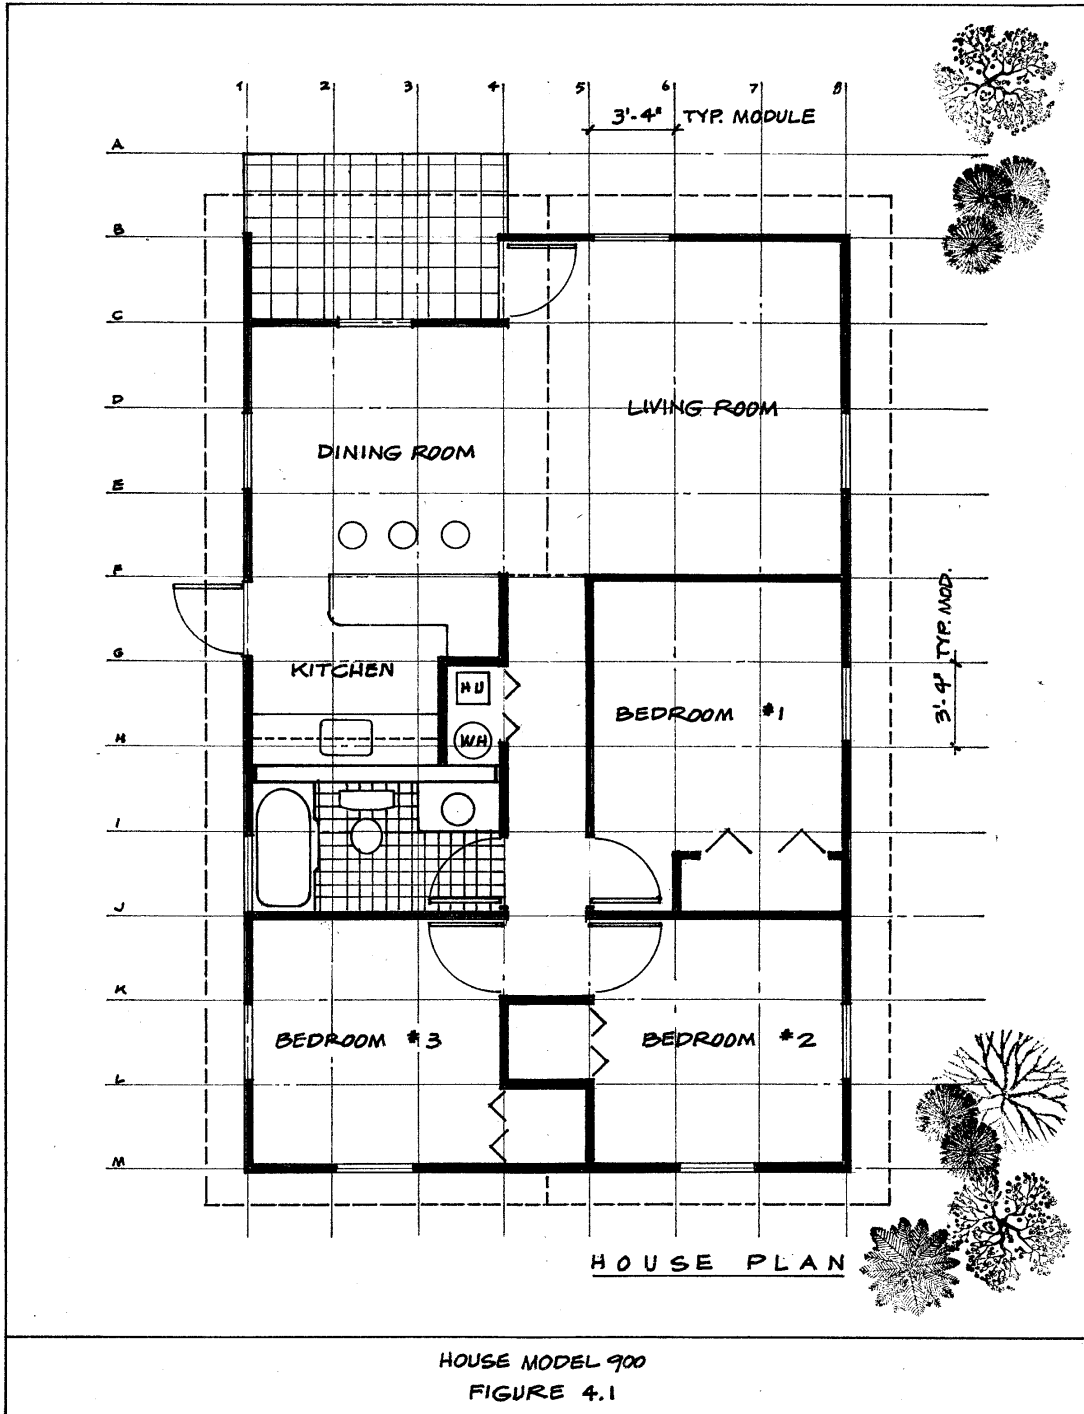 1 2 3 4 5 6 7 8
3'-4" TYP. MODULE
A
B
C
D
LIVING ROOM
DINING ROOM
E
F
3'-4" TYP. MOD.
G
KITCHEN
HU
BEDROOM #1
H
WH
I
J
K
BEDROOM #3
BEDROOM #2
L
M
HOUSE PLAN
HOUSE MODEL 900
FIGURE 4.1